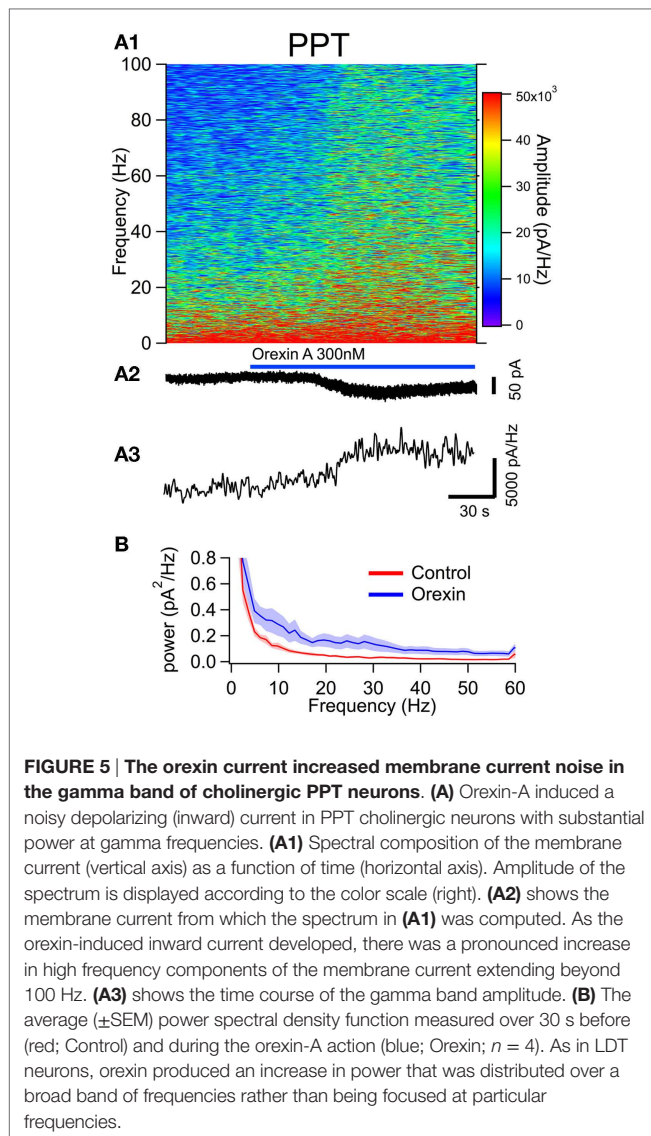 A1
PPT
100
80
60
40
20
0
Frequency (Hz)
50x10³
40
30
20
10
0
Amplitude (pA/Hz)
Orexin A 300nM
A2
50 pA
A3
5000 pA/Hz
30 s
B
0.8
0.6
0.4
0.2
0.0
power (pA²/Hz)
Control
Orexin
0 10 20 30 40 50 60
Frequency (Hz)
FIGURE 5 | The orexin current increased membrane current noise in
the gamma band of cholinergic PPT neurons. (A) Orexin-A induced a
noisy depolarizing (inward) current in PPT cholinergic neurons with substantial
power at gamma frequencies. (A1) Spectral composition of the membrane
current (vertical axis) as a function of time (horizontal axis). Amplitude of the
spectrum is displayed according to the color scale (right). (A2) shows the
membrane current from which the spectrum in (A1) was computed. As the
orexin-induced inward current developed, there was a pronounced increase
in high frequency components of the membrane current extending beyond
100 Hz. (A3) shows the time course of the gamma band amplitude. (B) The
average (±SEM) power spectral density function measured over 30 s before
(red; Control) and during the orexin-A action (blue; Orexin; n = 4). As in LDT
neurons, orexin produced an increase in power that was distributed over a
broad band of frequencies rather than being focused at particular
frequencies.